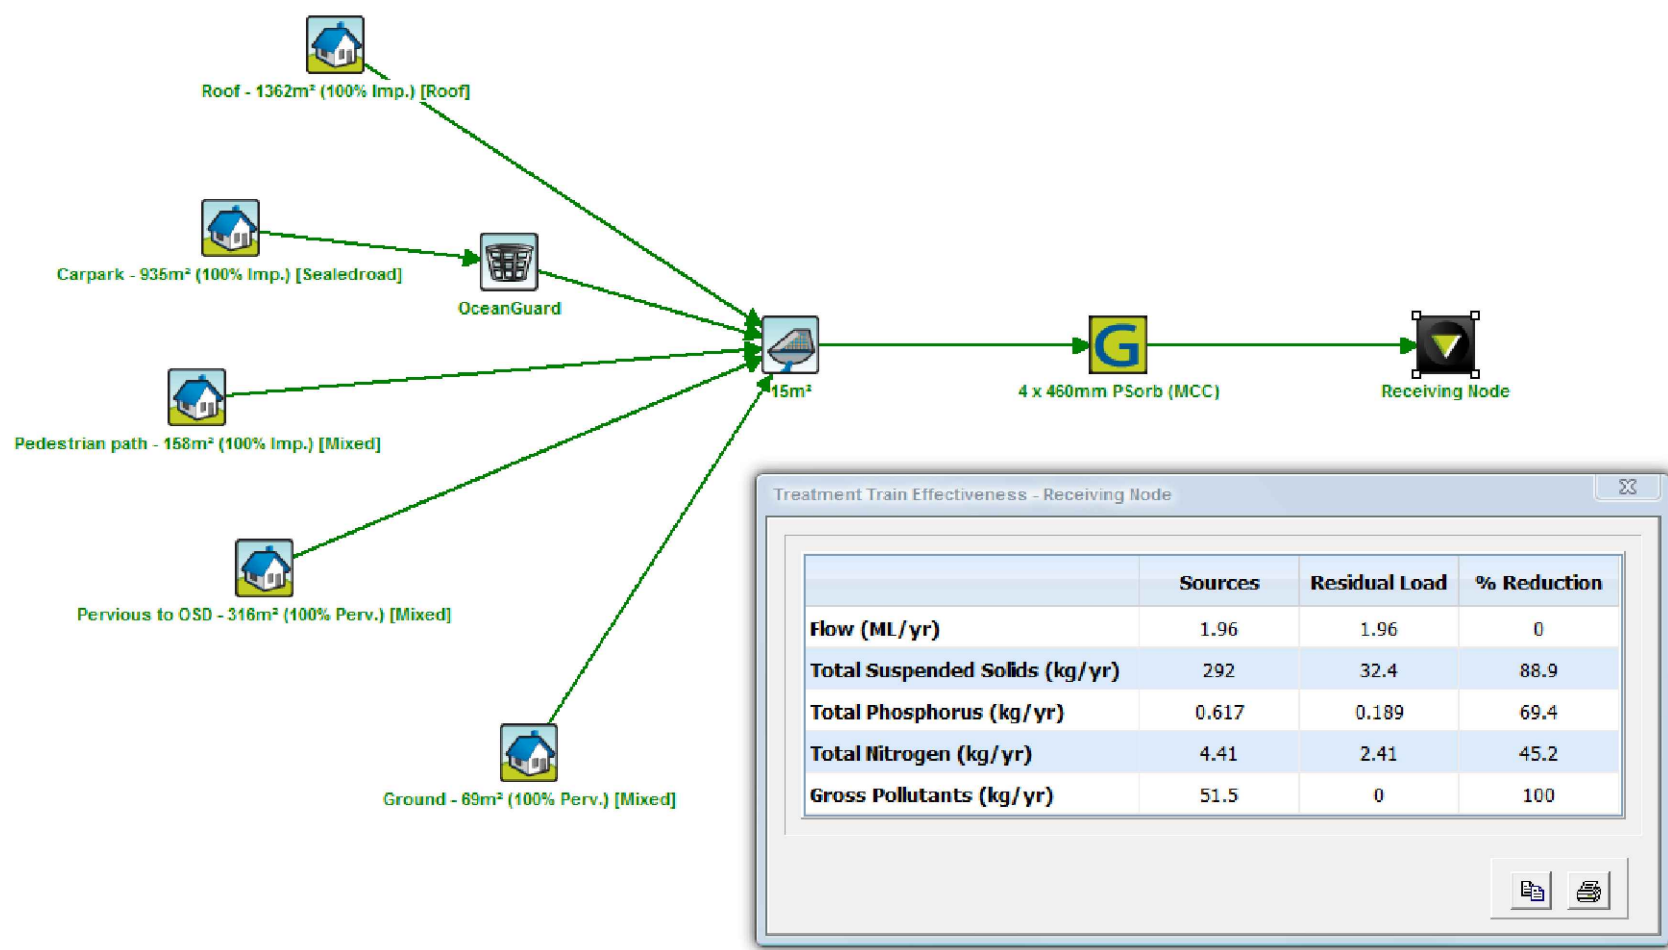 Roof - 1362m² (100% Imp.) [Roof]
Carpark - 935m² (100% Imp.) [Sealedroad]
OceanGuard
Pedestrian path - 158m² (100% Imp.) [Mixed]
15m²
G
4 x 460mm PSorb (MCC)
Receiving Node
Pervious to OSD - 316m² (100% Perv.) [Mixed]
Ground - 69m² (100% Perv.) [Mixed]
Treatment Train Effectiveness - Receiving Node
Sources Residual Load % Reduction
Flow (ML/yr) 1.96 1.96 0
Total Suspended Solids (kg/yr) 292 32.4 88.9
Total Phosphorus (kg/yr) 0.617 0.189 69.4
Total Nitrogen (kg/yr) 4.41 2.41 45.2
Gross Pollutants (kg/yr) 51.5 0 100